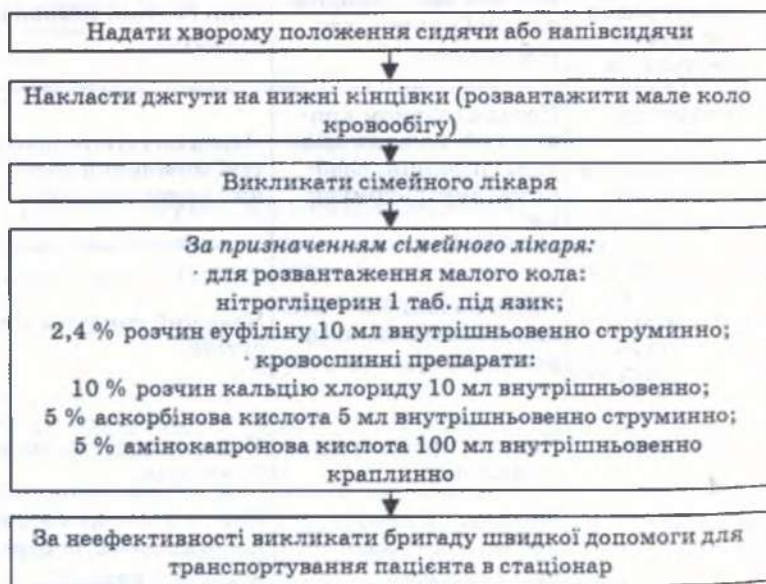 Надати хворому положення сидячи або напівсидячи
Накласти джгути на нижні кінцівки (розвантажити мале коло
кровообігу)
Викликати сімейного лікаря
За призначенням сімейного лікаря:
· для розвантаження малого кола:
нітрогліцерин 1 таб. під язик;
2,4 % розчин еуфіліну 10 мл внутрішньовенно струминно;
· кровоспинні препарати:
10 % розчин кальцію хлориду 10 мл внутрішньовенно;
5 % аскорбінова кислота 5 мл внутрішньовенно струминно;
5 % амінокапронова кислота 100 мл внутрішньовенно
краплинно
За неефективності викликати бригаду швидкої допомоги для
транспортування пацієнта в стаціонар